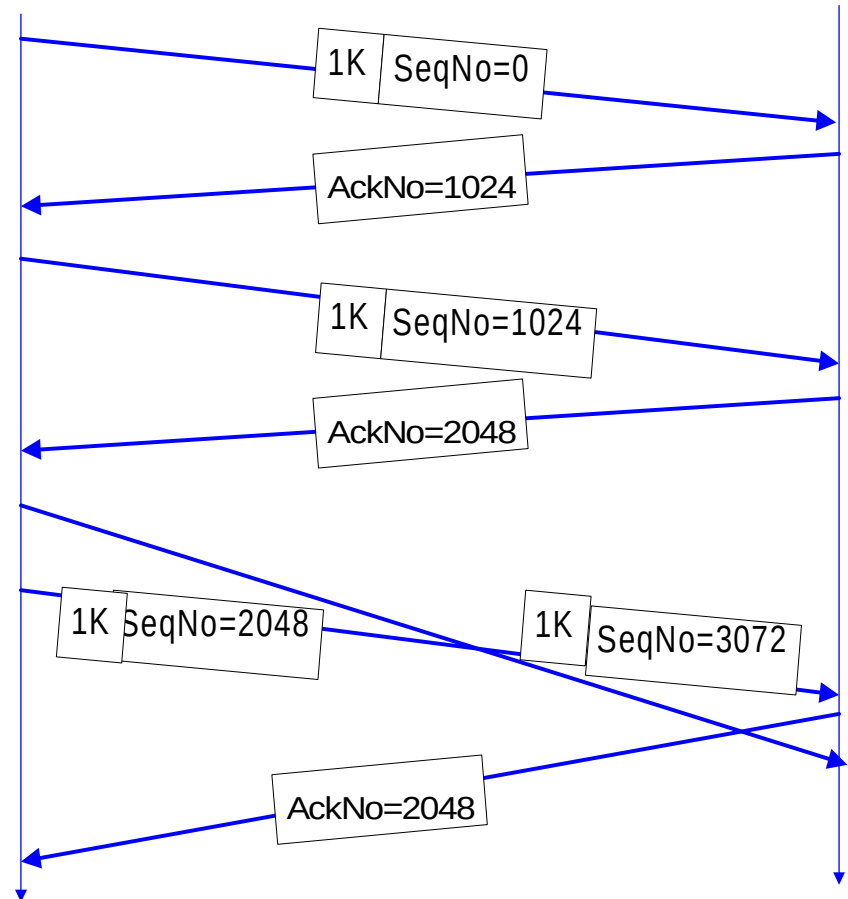 1K SeqNo=0
AckNo=1024
1K SeqNo=1024
AckNo=2048
1K SeqNo=2048
1K SeqNo=3072
AckNo=2048